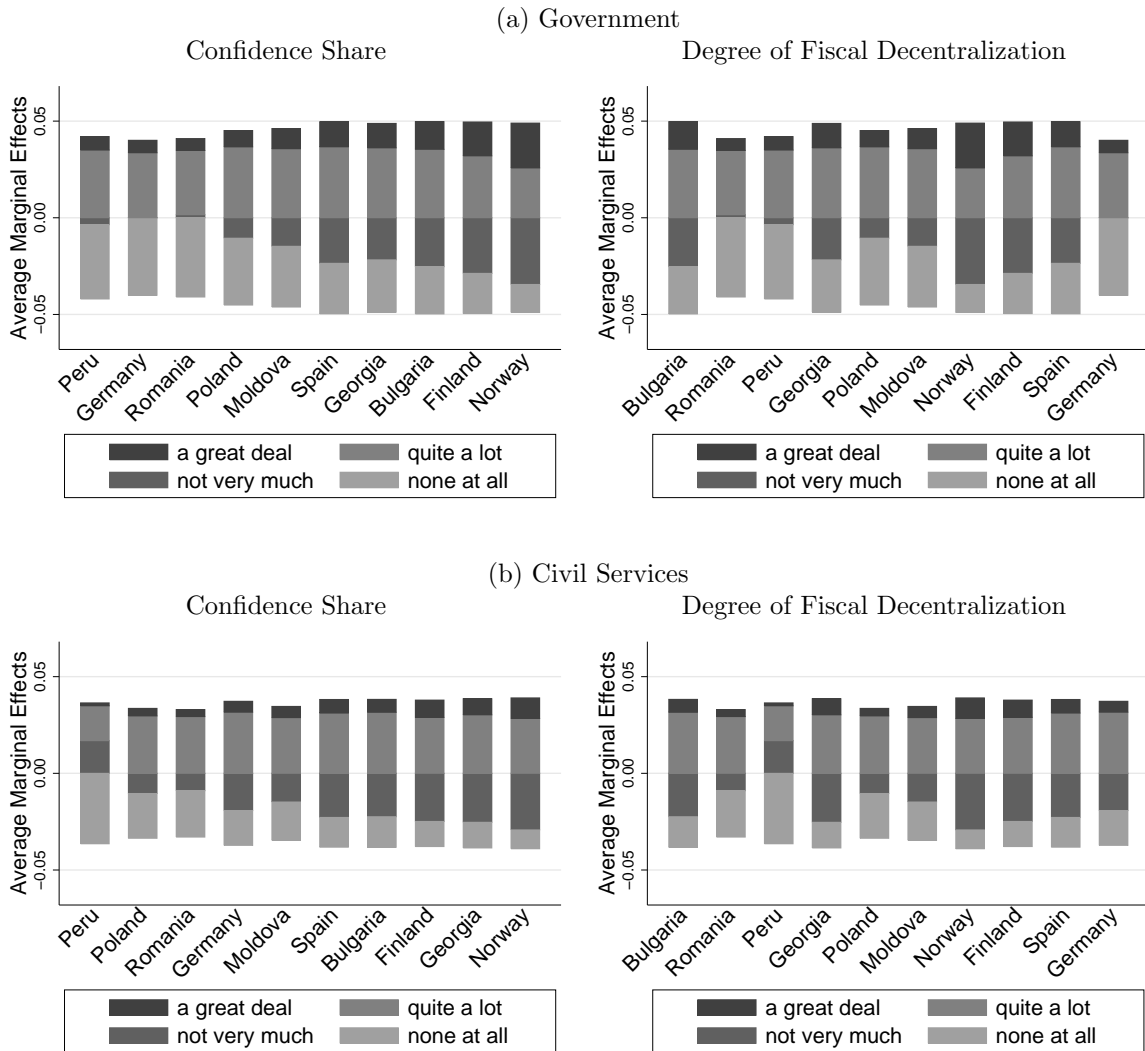 (a) Government
Confidence Share
Degree of Fiscal Decentralization
Average Marginal Effects
0.05
0.00
−0.05
Peru
Germany
Romania
Poland
Moldova
Spain
Georgia
Bulgaria
Finland
Norway
a great deal
quite a lot
not very much
none at all
Average Marginal Effects
0.05
0.00
−0.05
Bulgaria
Romania
Peru
Georgia
Poland
Moldova
Norway
Finland
Spain
Germany
a great deal
quite a lot
not very much
none at all
(b) Civil Services
Confidence Share
Degree of Fiscal Decentralization
Average Marginal Effects
0.05
0.00
−0.05
Peru
Poland
Romania
Germany
Moldova
Spain
Bulgaria
Finland
Georgia
Norway
a great deal
quite a lot
not very much
none at all
Average Marginal Effects
0.05
0.00
−0.05
Bulgaria
Romania
Peru
Georgia
Poland
Moldova
Norway
Finland
Spain
Germany
a great deal
quite a lot
not very much
none at all